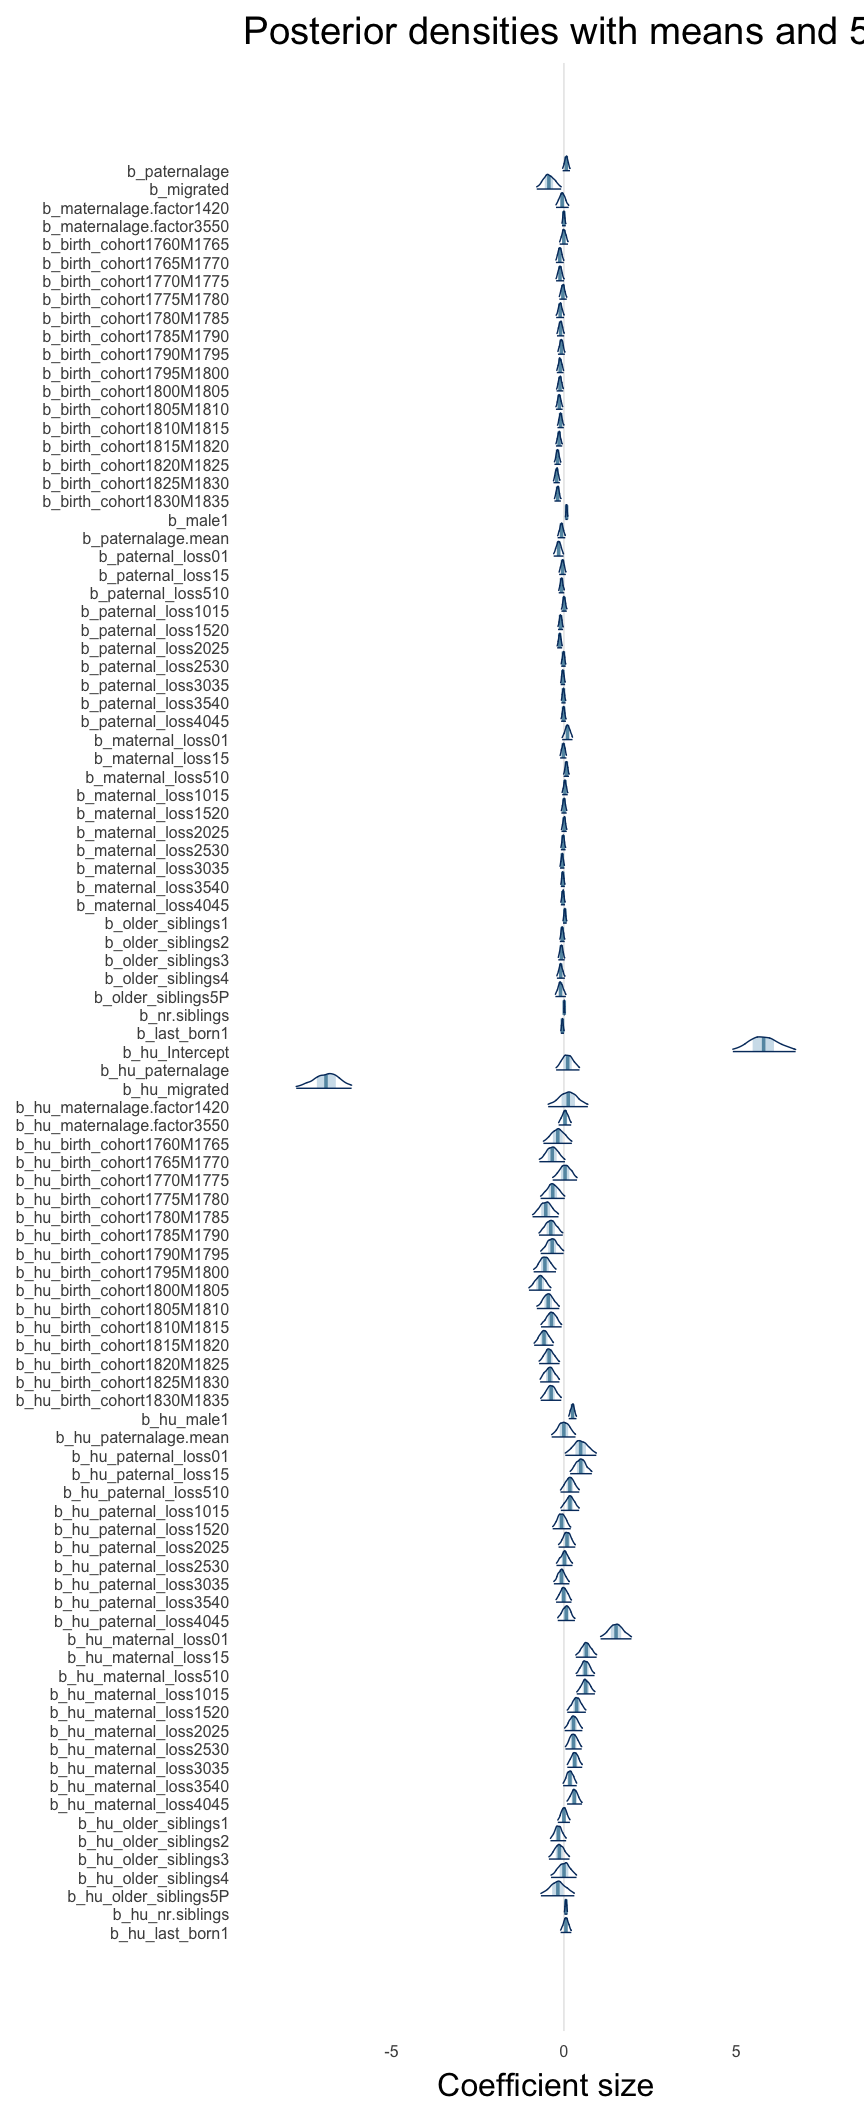 Posterior densities with means and 5
b_paternalage
b_migrated
b_maternalage.factor1420
b_maternalage.factor3550
b_birth_cohort1760M1765
b_birth_cohort1765M1770
b_birth_cohort1770M1775
b_birth_cohort1775M1780
b_birth_cohort1780M1785
b_birth_cohort1785M1790
b_birth_cohort1790M1795
b_birth_cohort1795M1800
b_birth_cohort1800M1805
b_birth_cohort1805M1810
b_birth_cohort1810M1815
b_birth_cohort1815M1820
b_birth_cohort1820M1825
b_birth_cohort1825M1830
b_birth_cohort1830M1835
b_male1
b_paternalage.mean
b_paternal_loss01
b_paternal_loss15
b_paternal_loss510
b_paternal_loss1015
b_paternal_loss1520
b_paternal_loss2025
b_paternal_loss2530
b_paternal_loss3035
b_paternal_loss3540
b_paternal_loss4045
b_maternal_loss01
b_maternal_loss15
b_maternal_loss510
b_maternal_loss1015
b_maternal_loss1520
b_maternal_loss2025
b_maternal_loss2530
b_maternal_loss3035
b_maternal_loss3540
b_maternal_loss4045
b_older_siblings1
b_older_siblings2
b_older_siblings3
b_older_siblings4
b_older_siblings5P
b_nr.siblings
b_last_born1
b_hu_Intercept
b_hu_paternalage
b_hu_migrated
b_hu_maternalage.factor1420
b_hu_maternalage.factor3550
b_hu_birth_cohort1760M1765
b_hu_birth_cohort1765M1770
b_hu_birth_cohort1770M1775
b_hu_birth_cohort1775M1780
b_hu_birth_cohort1780M1785
b_hu_birth_cohort1785M1790
b_hu_birth_cohort1790M1795
b_hu_birth_cohort1795M1800
b_hu_birth_cohort1800M1805
b_hu_birth_cohort1805M1810
b_hu_birth_cohort1810M1815
b_hu_birth_cohort1815M1820
b_hu_birth_cohort1820M1825
b_hu_birth_cohort1825M1830
b_hu_birth_cohort1830M1835
b_hu_male1
b_hu_paternalage.mean
b_hu_paternal_loss01
b_hu_paternal_loss15
b_hu_paternal_loss510
b_hu_paternal_loss1015
b_hu_paternal_loss1520
b_hu_paternal_loss2025
b_hu_paternal_loss2530
b_hu_paternal_loss3035
b_hu_paternal_loss3540
b_hu_paternal_loss4045
b_hu_maternal_loss01
b_hu_maternal_loss15
b_hu_maternal_loss510
b_hu_maternal_loss1015
b_hu_maternal_loss1520
b_hu_maternal_loss2025
b_hu_maternal_loss2530
b_hu_maternal_loss3035
b_hu_maternal_loss3540
b_hu_maternal_loss4045
b_hu_older_siblings1
b_hu_older_siblings2
b_hu_older_siblings3
b_hu_older_siblings4
b_hu_older_siblings5P
b_hu_nr.siblings
b_hu_last_born1
-5 0 5
Coefficient size